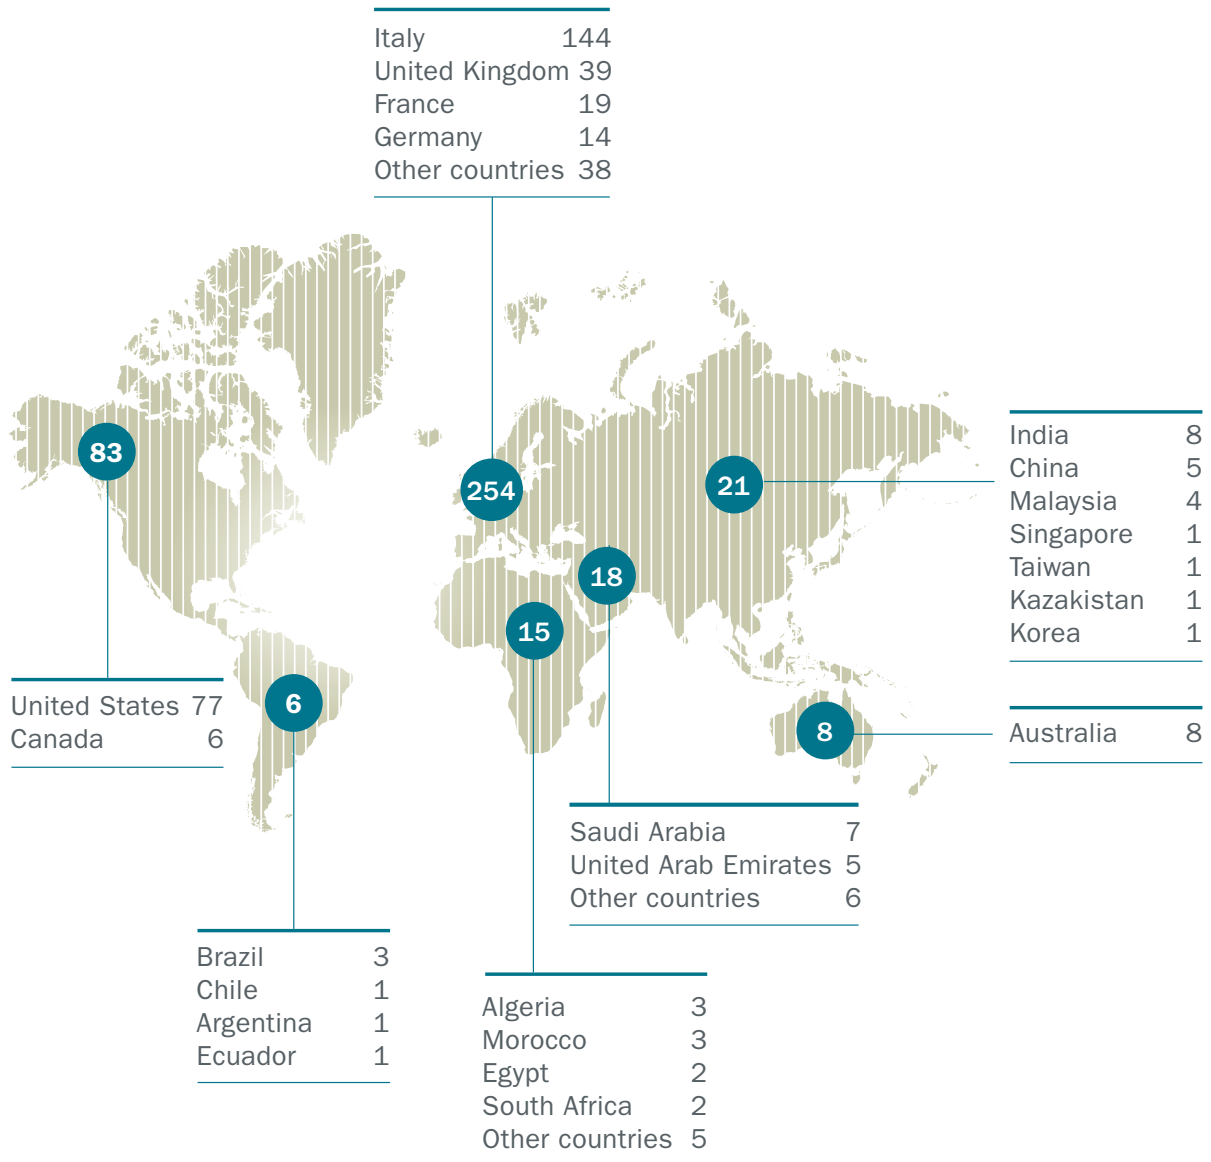 Italy 144
United Kingdom 39
France 19
Germany 14
Other countries 38
83
254
21
18
15
6
8
India 8
China 5
Malaysia 4
Singapore 1
Taiwan 1
Kazakistan 1
Korea 1
United States 77
Canada 6
Australia 8
Saudi Arabia 7
United Arab Emirates 5
Other countries 6
Brazil 3
Chile 1
Argentina 1
Ecuador 1
Algeria 3
Morocco 3
Egypt 2
South Africa 2
Other countries 5